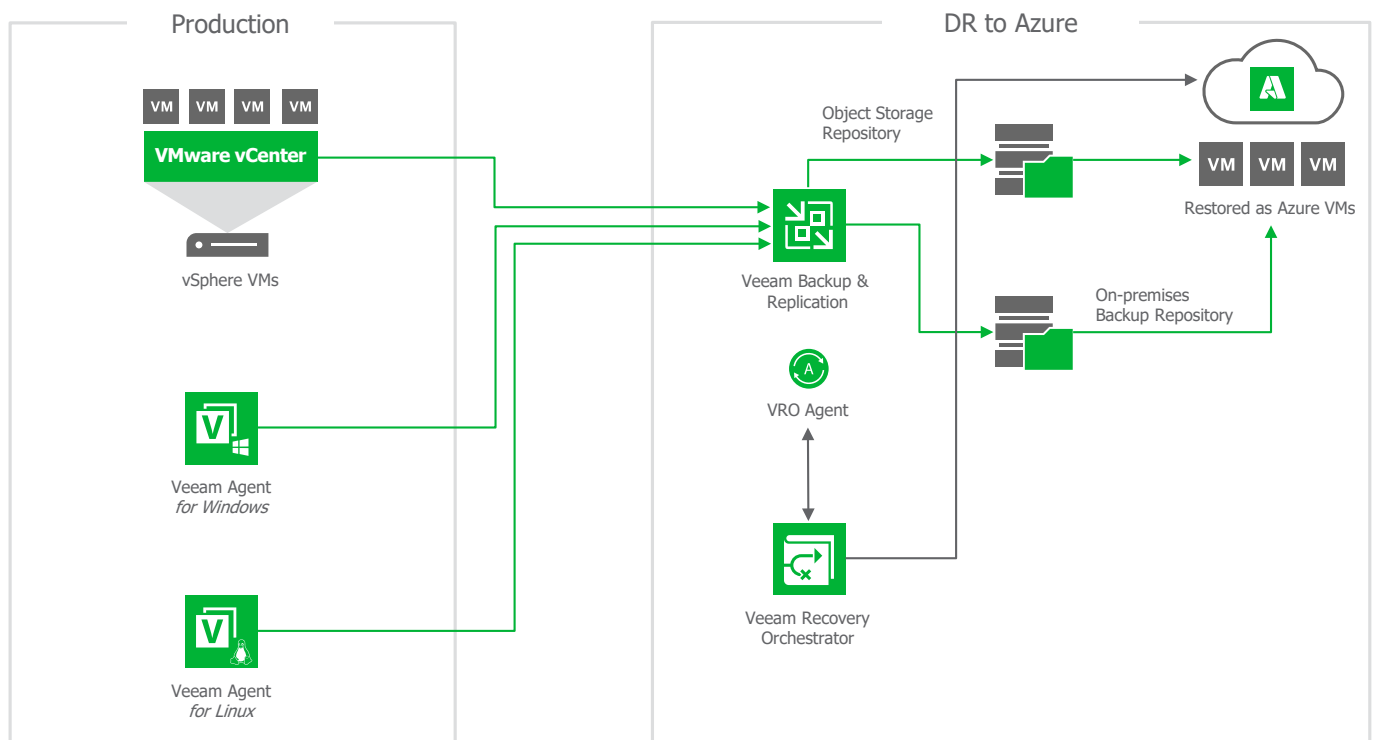 Production
DR to Azure
VM VM VM VM
VMware vCenter
vSphere VMs
Veeam Agent
for Windows
Veeam Agent
for Linux
Object Storage
Repository
VM VM VM
Restored as Azure VMs
Veeam Backup &
Replication
On-premises
Backup Repository
A
VRO Agent
Veeam Recovery
Orchestrator
V
V